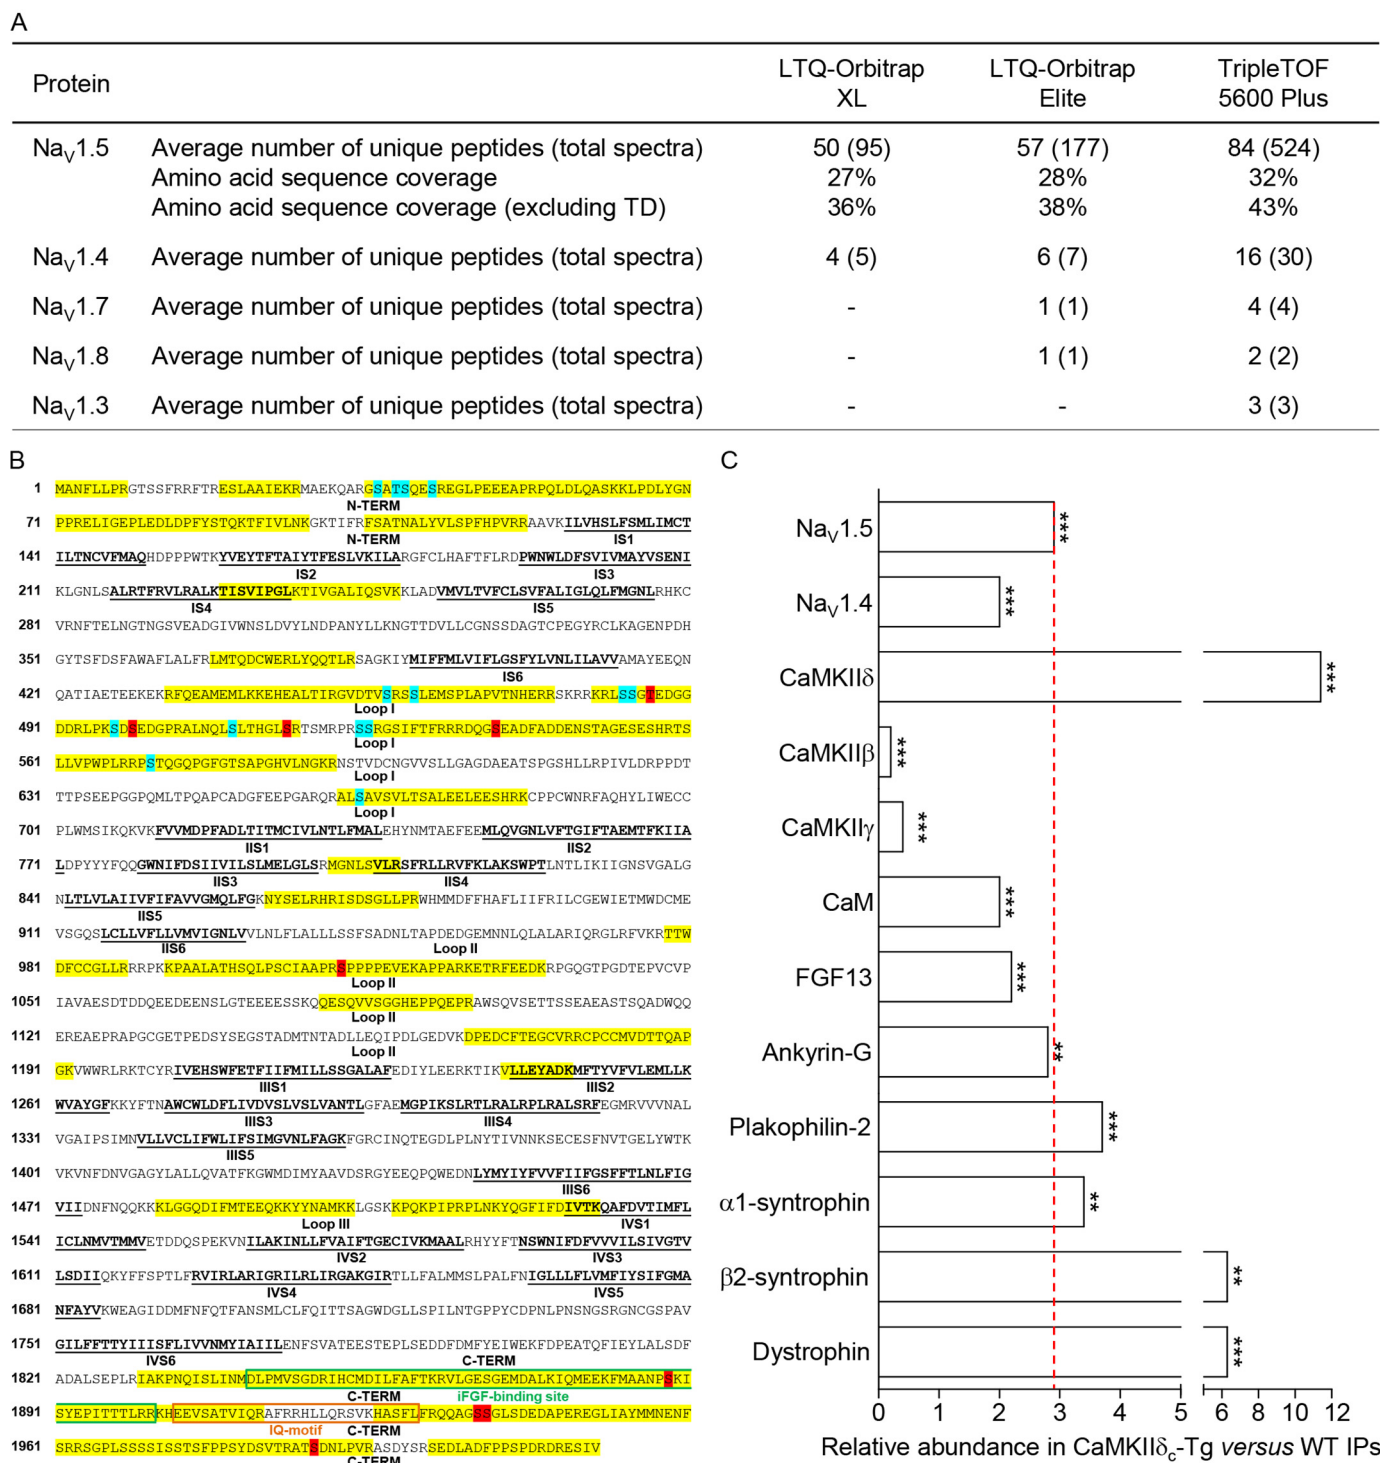 A
Protein LTQ-Orbitrap XL LTQ-Orbitrap Elite TripleTOF 5600 Plus
NaV1.5 Average number of unique peptides (total spectra) 50 (95) 57 (177) 84 (524)
Amino acid sequence coverage 27% 28% 32%
Amino acid sequence coverage (excluding TD) 36% 38% 43%
NaV1.4 Average number of unique peptides (total spectra) 4 (5) 6 (7) 16 (30)
NaV1.7 Average number of unique peptides (total spectra) - 1 (1) 4 (4)
NaV1.8 Average number of unique peptides (total spectra) - 1 (1) 2 (2)
NaV1.3 Average number of unique peptides (total spectra) - - 3 (3)
B
1 MANFLLPRGTSSFRRFTRESLAAIEKRMAEKQARGSATSQESREGLPEEEAPRPQLDLQASKKLPDLYGN
N-TERM
71 PPRELIGEPLEDLDPFYSTQKTFIVLNKGKTIFRFSATNALYVLSPFHPVRRAAVKILVHSLFSMLIMCT
N-TERM IS1
141 ILTNCVFMAQHDPPPWTKYVEYTFTAIYTFESLVKILARGFCLHAFTFLRDPWNWLDFSVIVMAYVSENI
IS2 IS3
211 KLGNLSALRTFRVLRALKTISVIPGLKTIVGALIQSVKKLADVMVLTVFCLSVFALIGLQLFMGNLRHKC
IS4 IS5
281 VRNFTELNGTNGSVEADGIVWNSLDVYLNDPANYLLKNGTTDVLLCGNSSDAGTCPEGYRCLKAGENPDH
351 GYTSFDSFAWAFLALFRLMTQDCWERLYQQTLRSAGKIYMIFFMLVIFLGSFYLVNLILAVVAMAYEEQN
IS6
421 QATIAETEEKEKRFQEAMEMLKKEHEALTIRGVDTVSRSSLEMSPLAPVTNHERRSKRRKRLSSGTEDGG
Loop I
491 DDRLPKSDSEDGPRALNQLSLTHGLSRTSMRPRSSRGSIFTFRRRDQGSEADFADDENSTAGESESHRTS
Loop I
561 LLVPWPLRRPSTQGQPGFGTSAPGHVLNGKRNSTVDCNGVVSLLGAGDAEATSPGSHLLRPIVLDRPPDT
Loop I
631 TTPSEEPGGPQMLTPQAPCADGFEEPGARQRALSAVSVLTSALEELEESHRKCPPCWNRFAQHYLIWECC
Loop I
701 PLWMSIKQKVKFVVMDPFADLTITMCIVLNTLFMALEHYNMTAEFEEMLQVGNLVFTGIFTAEMTFKIIA
IIS1 IIS2
771 LDPYYYFQQGWNIFDSIIVILSLMELGLSRMGNLSVLRSFRLLRVFKLAKSWPTLNTLIKIIGNSVGALG
IIS3 IIS4
841 NLTLVLAIIVFIFAVVGMQLFGKNYSELRHRISDSGLLPRWHMMDFFHAFLIIFRILCGEWIETMWDCME
IIS5
911 VSGQSLCLLVFLLVMVIGNLVVLNLFLALLLSSFSADNLTAPDEDGEMNNLQLALARIQRGLRFVKRTTW
IIS6 Loop II
981 DFCCGLLRRRPKKPAALATHSQLPSCIAAPRSPPPPEVEKAPPARKETRFEEDKRPGQGTPGDTEPVCVP
Loop II
1051 IAVAESDTDDQEEDEENSLGTEEEESSKQQESQVVSGGHEPPQEPRAWSQVSETTSSEAEASTSQADWQQ
Loop II
1121 EREAEPRAPGCGETPEDSYSEGSTADMTNTADLLEQIPDLGEDVKDPEDCFTEGCVRRCPCCMVDTTQAP
Loop II
1191 GKVWWRLRKTCYRIVEHSWFETFIIFMILLSSGALAFEDIYLEERKTIKVLLEYADKMFTYVFVLEMLLK
IIIS1 IIIS2
1261 WVAYGFKKYFTNAWCWLDFLIVDVSLVSLVANTLGFAEMGPIKSLRTLRALRPLRALSRFEGMRVVVNAL
IIIS3 IIIS4
1331 VGAIPSIMNVLLVCLIFWLIFSIMGVNLFAGKFGRCINQTEGDLPLNYTIVNNKSECESFNVTGELYWTK
IIIS5
1401 VKVNFDNVGAGYLALLQVATFKGWMDIMYAAVDSRGYEEQPQWEDNLYMYIYFVVFIIFGSFFTLNLFIG
IIIS6
1471 VIIDNFNQQKKKLGGQDIFMTEEQKKYYNAMKKLGSKKPQKPIPRPLNKYQGFIFDIVTKQAFDVTIMFL
Loop III IVS1
1541 ICLNMVTMMVETDDQSPEKVNILAKINLLFVAIFTGECIVKMAALRHYYFTNSWNIFDFVVVILSIVGTV
IVS2 IVS3
1611 LSDIIQKYFFSPTLFRVIRLARIGRILRLIRGAKGIRTLLFALMMSLPALFNIGLLLFLVMFIYSIFGMA
IVS4 IVS5
1681 NFAYVKWEAGIDDMFNFQTFANSMLCLFQITTSAGWDGLLSPILNTGPPYCDPNLPNSNGSRGNCGSPAV
1751 GILFFTTYIIISFLIVVNMYIAIILENFSVATEESTEPLSEDDFDMFYEIWEKFDPEATQFIEYLALSDF
IVS6 C-TERM
1821 ADALSEPLRIAKPNQISLINMDLPMVSGDRIHCMDILFAFTKRVLGESGEMDALKIQMEEKFMAANPSKI
C-TERM iFGF-binding site
1891 SYEPITTTLRRKHEEVSATVIQRAFRRHLLQRSVKHASFLFRQQAGSSGLSDEDAPEREGLIAYMMNENF
IQ-motif C-TERM
1961 SRRSGPLSSSSISSTSFPPSYDSVTRATSDNLPVRASDYSRSEDLADFPPSPDRDRESIV
C-TERM
C
NaV1.5 ***
NaV1.4 ***
CaMKIIδ ***
CaMKIIβ ***
CaMKIIγ ***
CaM ***
FGF13 ***
Ankyrin-G **
Plakophilin-2 ***
α1-syntrophin **
β2-syntrophin **
Dystrophin ***
0 1 2 3 4 5 6 8 10 12
Relative abundance in CaMKIIδc-Tg versus WT IPs